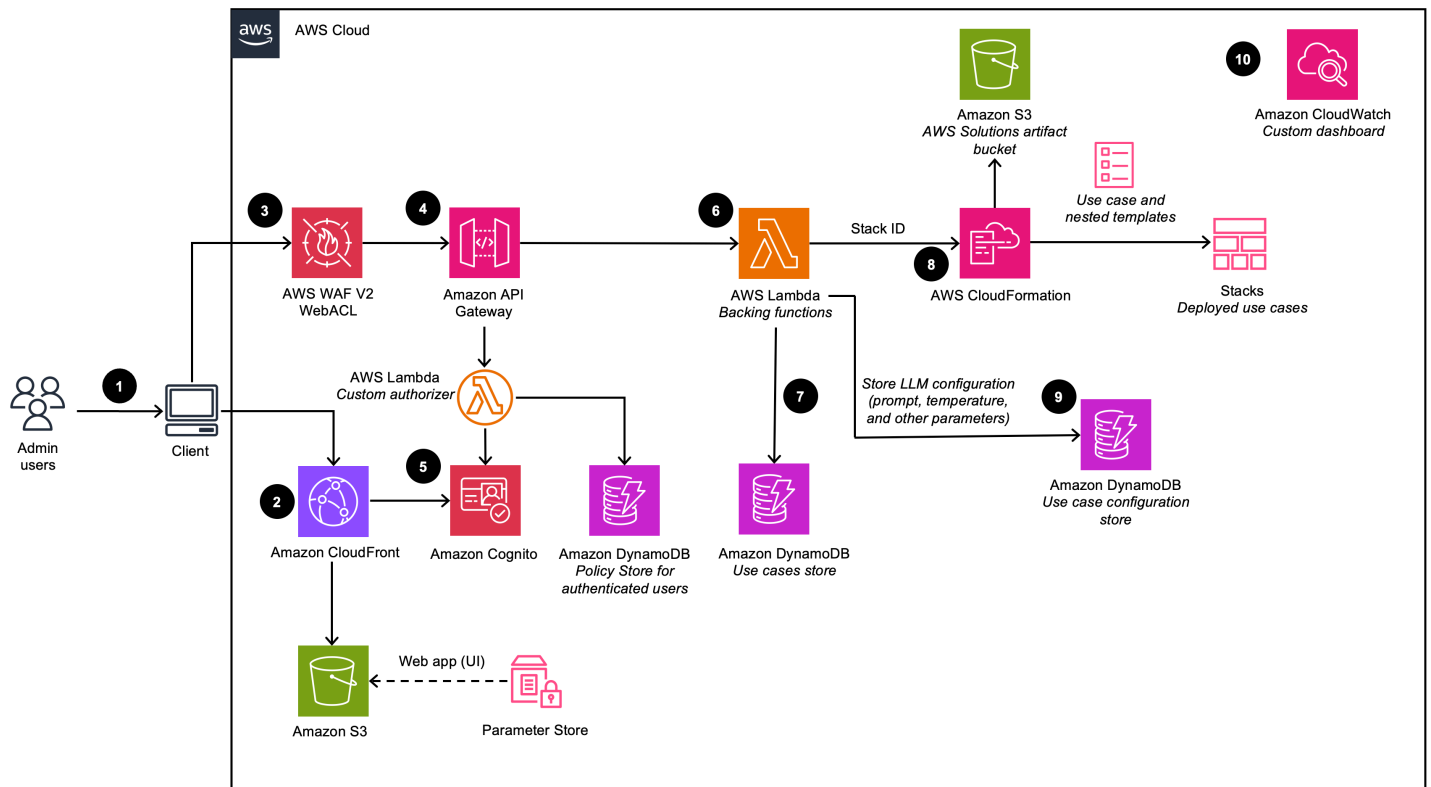 aws
AWS Cloud
10
Amazon S3
AWS Solutions artifact
bucket
Amazon CloudWatch
Custom dashboard
3
4
6
Use case and
nested templates
Stack ID
8
AWS WAF V2
WebACL
Amazon API
Gateway
AWS Lambda
Backing functions
AWS CloudFormation
Stacks
Deployed use cases
1
AWS Lambda
Custom authorizer
7
Store LLM configuration
(prompt, temperature,
and other parameters)
9
Admin
users
Client
2
5
Amazon CloudFront
Amazon Cognito
Amazon DynamoDB
Policy Store for
authenticated users
Amazon DynamoDB
Use cases store
Amazon DynamoDB
Use case configuration
store
Web app (UI)
Amazon S3
Parameter Store